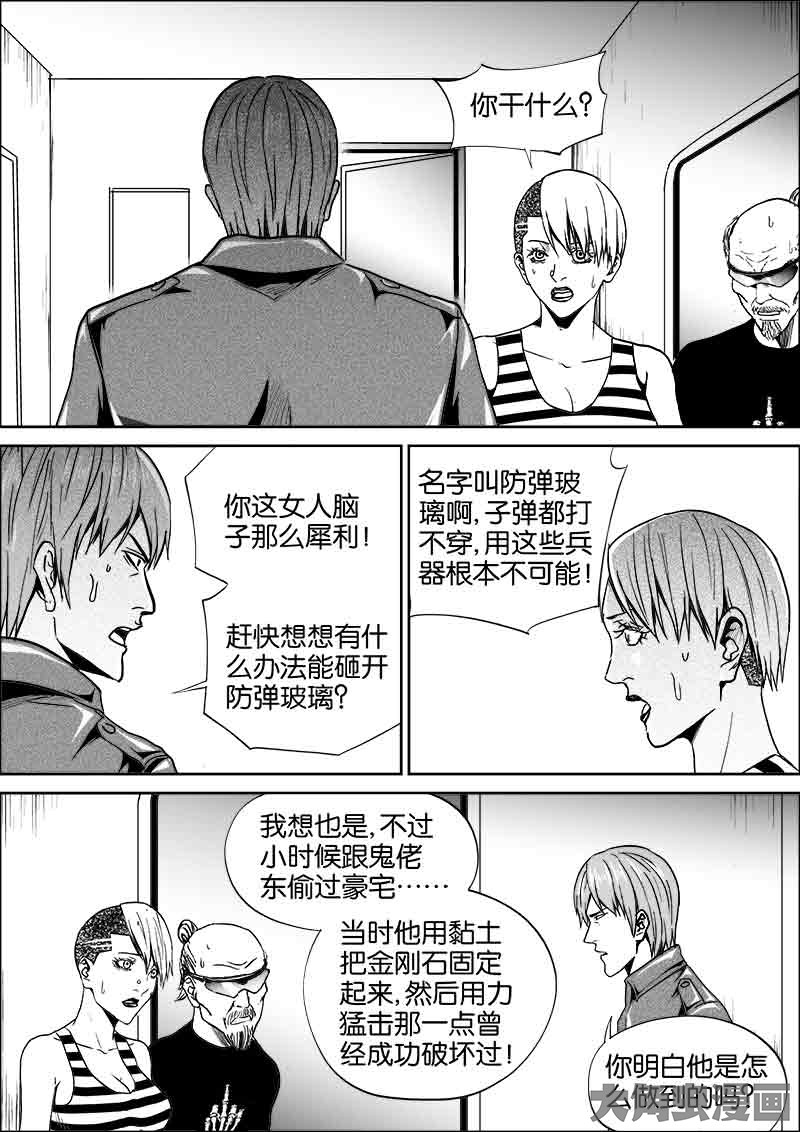 你干什么?
你这女人脑
子那么犀利!
赶快想想有什
么办法能砸开
防弹玻璃?
名字叫防弹玻
璃啊,子弹都打
不穿,用这些兵
器根本不可能!
我想也是,不过
小时候跟鬼佬
东偷过豪宅……
当时他用黏土
把金刚石固定
起来,然后用力
猛击那一点曾
经成功破坏过!
你明白他是怎
么做到的吗?
大角虫漫画